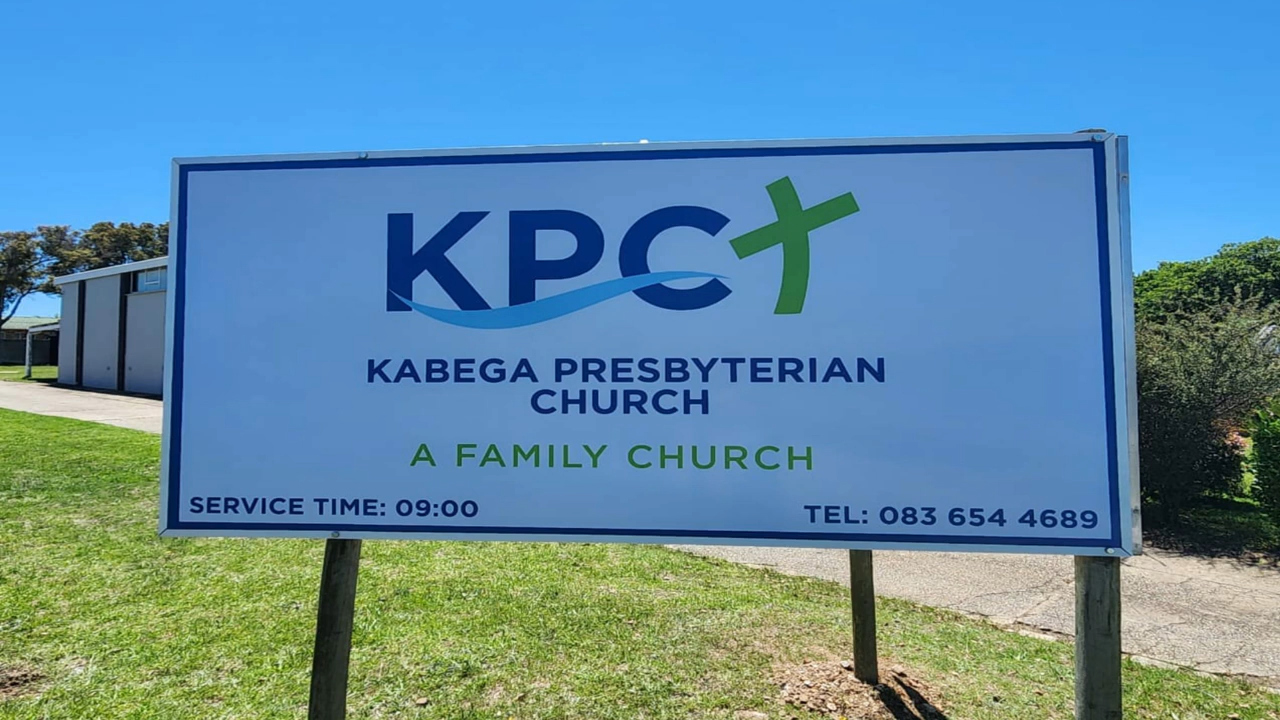 KPC
KABEGA PRESBYTERIAN
CHURCH
A FAMILY CHURCH
SERVICE TIME: 09:00
TEL: 083 654 4689